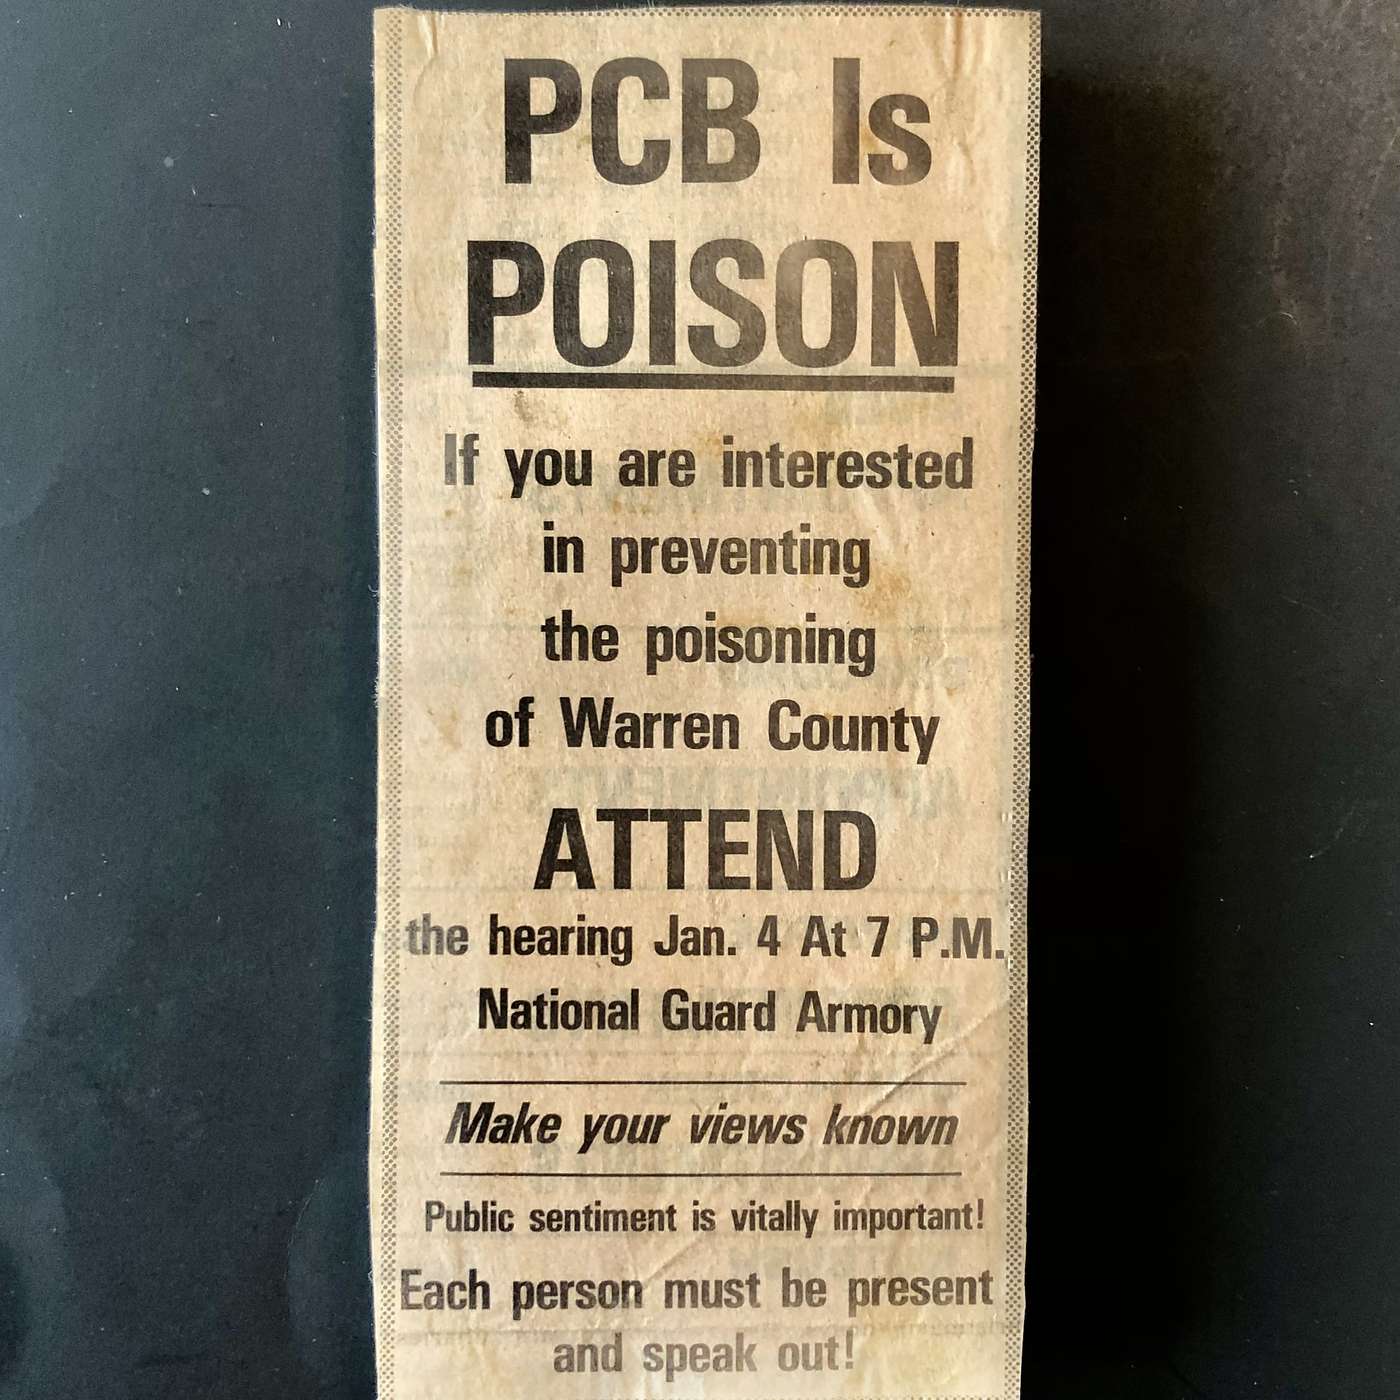 PCB Is
POISON
If you are interested
in preventing
the poisoning
of Warren County
ATTEND
the hearing Jan. 4 At 7 P.M.
National Guard Armory
Make your views known
Public sentiment is vitally important!
Each person must be present
and speak out!